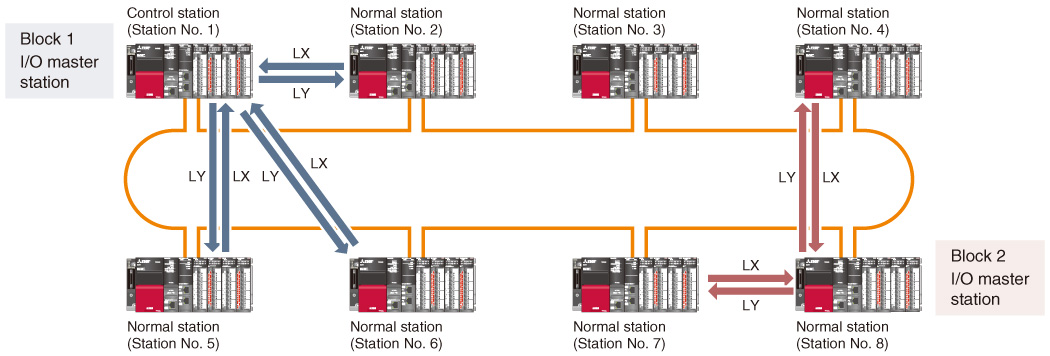 Control station
(Station No. 1)
Normal station
(Station No. 2)
Normal station
(Station No. 3)
Normal station
(Station No. 4)
Block 1
I/O master
station
LX
LY
LY
LX
LY
LX
LY
LX
Block 2
I/O master
station
LX
LY
Normal station
(Station No. 5)
Normal station
(Station No. 6)
Normal station
(Station No. 7)
Normal station
(Station No. 8)